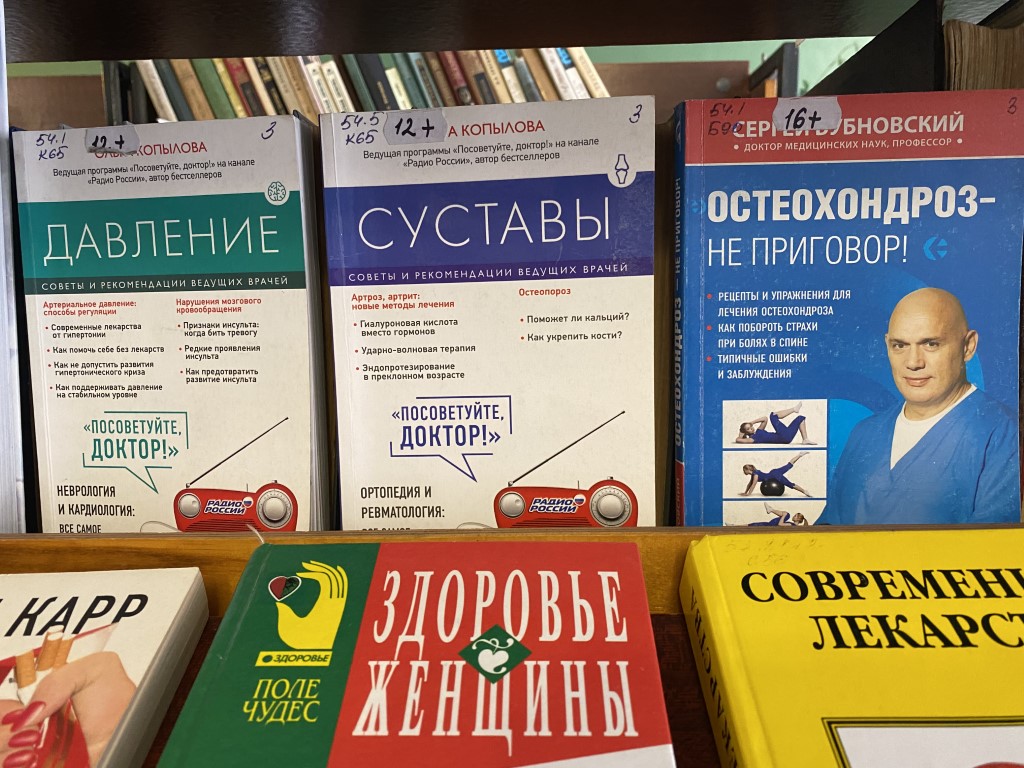 54.1
К65
12+
3
КОПЫЛОВА
Ведущая программы «Посоветуйте, доктор!» на канале
«Радио России», автор бестселлеров
ДАВЛЕНИЕ
СОВЕТЫ И РЕКОМЕНДАЦИИ ВЕДУЩИХ ВРАЧЕЙ
Артериальное давление:
способы регуляции
• Современные лекарства
от гипертонии
• Как помочь себе без лекарств
• Как не допустить развития
гипертонического криза
• Как поддерживать давление
на стабильном уровне
Нарушения мозгового
кровообращения
• Признаки инсульта:
когда бить тревогу
• Редкие проявления
инсульта
• Как предотвратить
развитие инсульта
«ПОСОВЕТУЙТЕ,
ДОКТОР!»
НЕВРОЛОГИЯ
И КАРДИОЛОГИЯ:
ВСЕ САМОЕ
РАДИО
РОССИИ
54.5
К65
12+
3
А КОПЫЛОВА
Ведущая программы «Посоветуйте, доктор!» на канале
«Радио России», автор бестселлеров
СУСТАВЫ
СОВЕТЫ И РЕКОМЕНДАЦИИ ВЕДУЩИХ ВРАЧЕЙ
Артроз, артрит:
новые методы лечения
• Гиалуроновая кислота
вместо гормонов
• Ударно-волновая терапия
• Эндопротезирование
в преклонном возрасте
Остеопороз
• Поможет ли кальций?
• Как укрепить кости?
«ПОСОВЕТУЙТЕ,
ДОКТОР!»
ОРТОПЕДИЯ И
РЕВМАТОЛОГИЯ:
ВСЕ САМОЕ
РАДИО
РОССИИ
54.1
16+
3
СЕРГЕЙ БУБНОВСКИЙ
• ДОКТОР МЕДИЦИНСКИХ НАУК, ПРОФЕССОР •
ОСТЕОХОНДРОЗ-
НЕ ПРИГОВОР!
• РЕЦЕПТЫ И УПРАЖНЕНИЯ ДЛЯ
ЛЕЧЕНИЯ ОСТЕОХОНДРОЗА
• КАК ПОБОРОТЬ СТРАХИ
ПРИ БОЛЯХ В СПИНЕ
• ТИПИЧНЫЕ ОШИБКИ
И ЗАБЛУЖДЕНИЯ
ОСТЕОХОНДРОЗ – НЕ ПРИГОВОР!
КАРР
ЗДОРОВЬЕ
ПОЛЕ
ЧУДЕС
ЗДОРОВЬЕ
ЖЕНЩИНЫ
СОВРЕМЕН
ЛЕКАРСТ